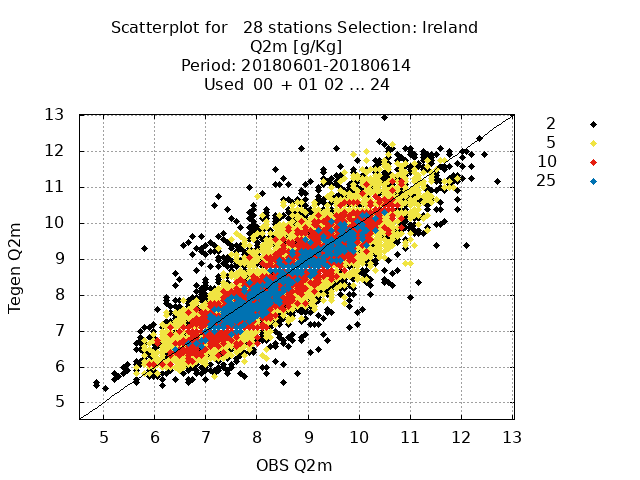 Scatterplot for   28 stations Selection: Ireland
Q2m [g/Kg]
Period: 20180601-20180614
Used  00 + 01 02 ... 24
13
12
11
10
9
8
7
6
5
Tegen Q2m
5 6 7 8 9 10 11 12 13
OBS Q2m
2
5
10
25